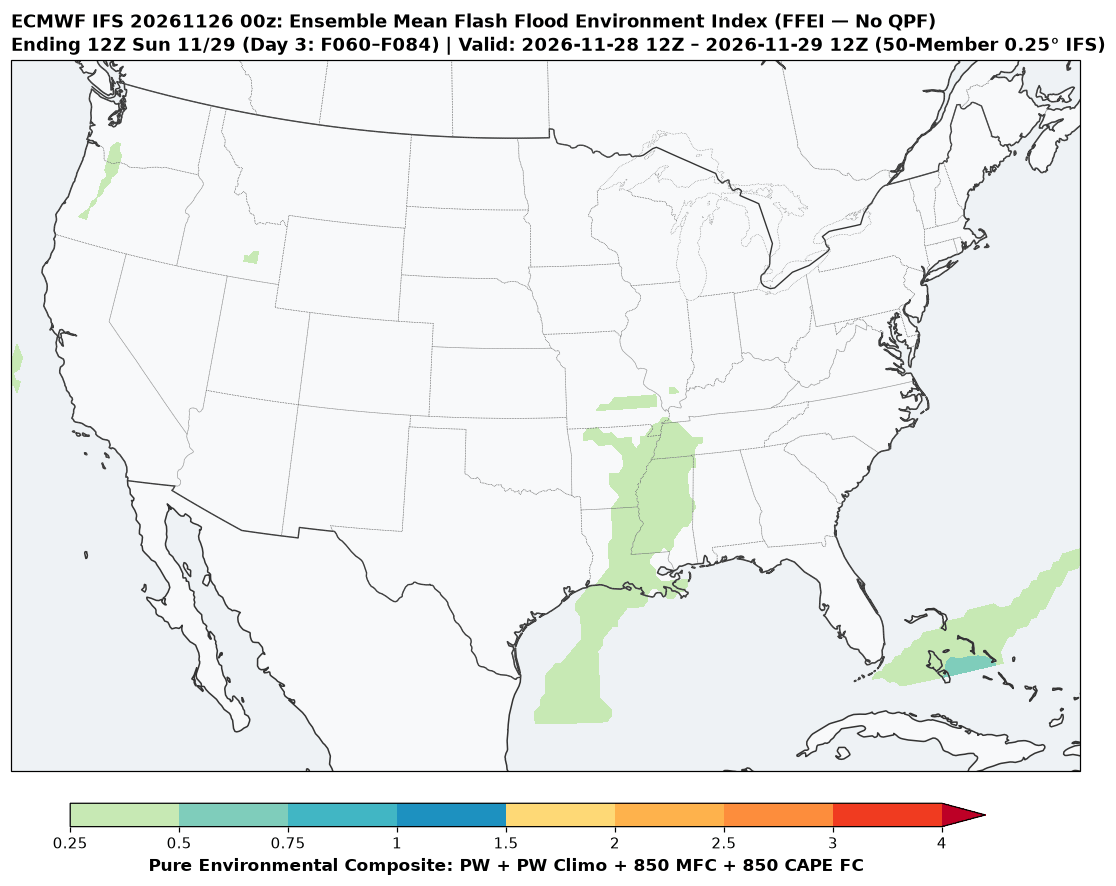 ECMWF IFS 20261126 00z: Ensemble Mean Flash Flood Environment Index (FFEI — No QPF)
Ending 12Z Sun 11/29 (Day 3: F060–F084) | Valid: 2026-11-28 12Z – 2026-11-29 12Z (50-Member 0.25° IFS)
0.25 0.5 0.75 1 1.5 2 2.5 3 4
Pure Environmental Composite: PW + PW Climo + 850 MFC + 850 CAPE FC